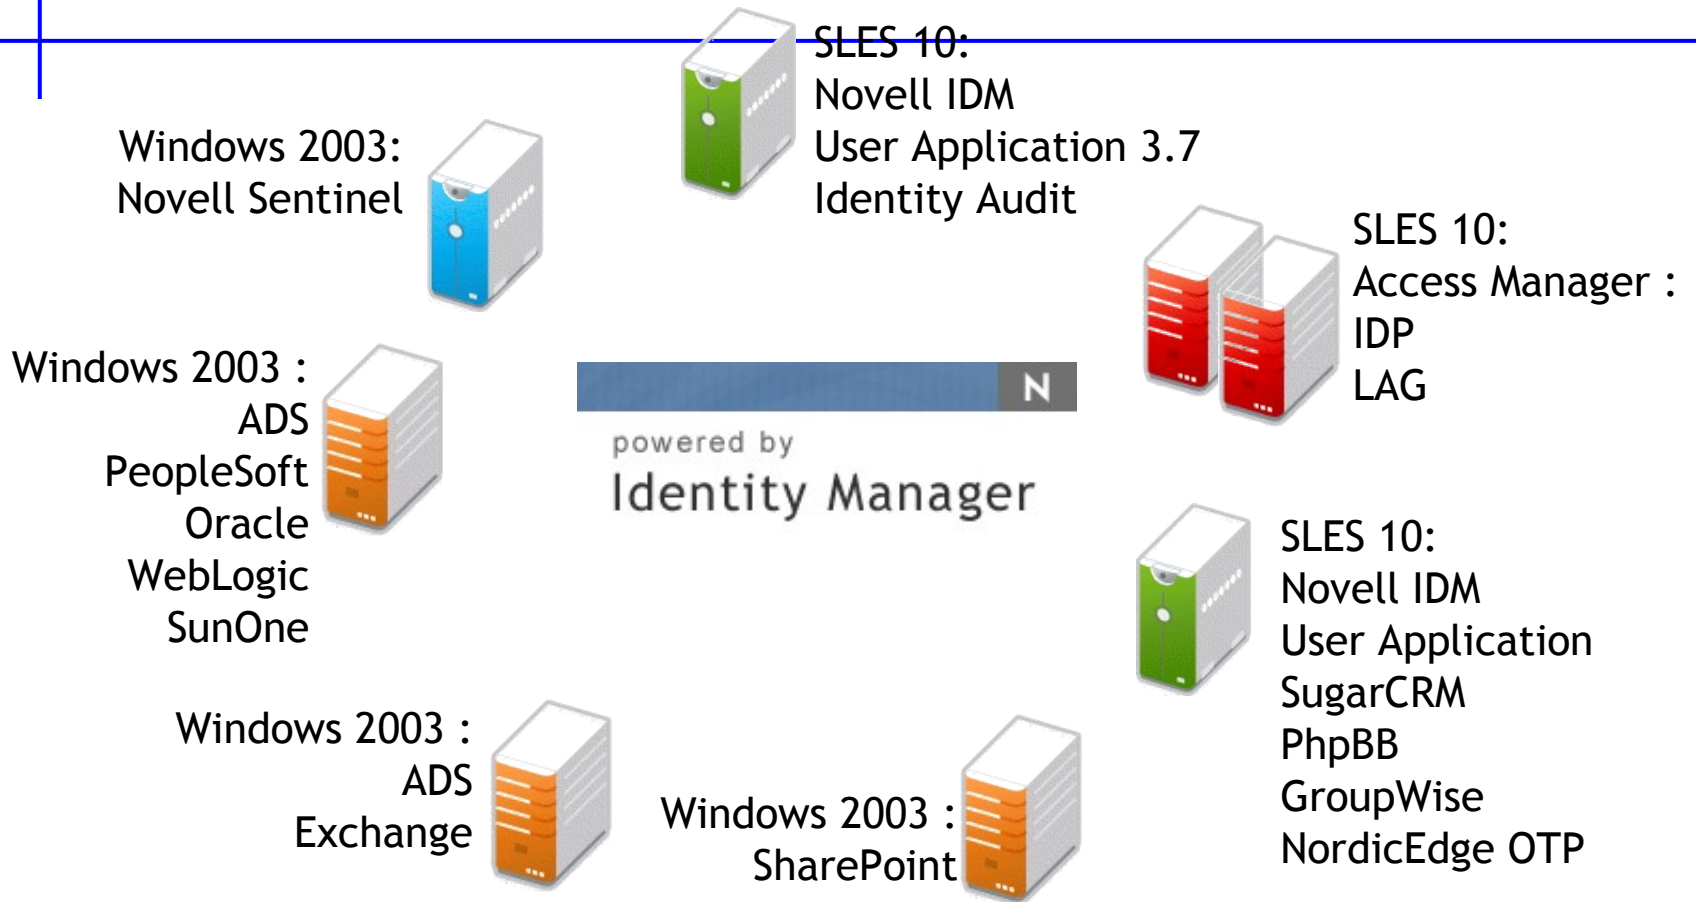 SLES 10:
Novell IDM
User Application 3.7
Identity Audit
Windows 2003:
Novell Sentinel
SLES 10:
Access Manager :
IDP
LAG
Windows 2003 :
ADS
PeopleSoft
Oracle
WebLogic
SunOne
N
powered by
Identity Manager
SLES 10:
Novell IDM
User Application
SugarCRM
PhpBB
GroupWise
NordicEdge OTP
Windows 2003 :
ADS
Exchange
Windows 2003 :
SharePoint